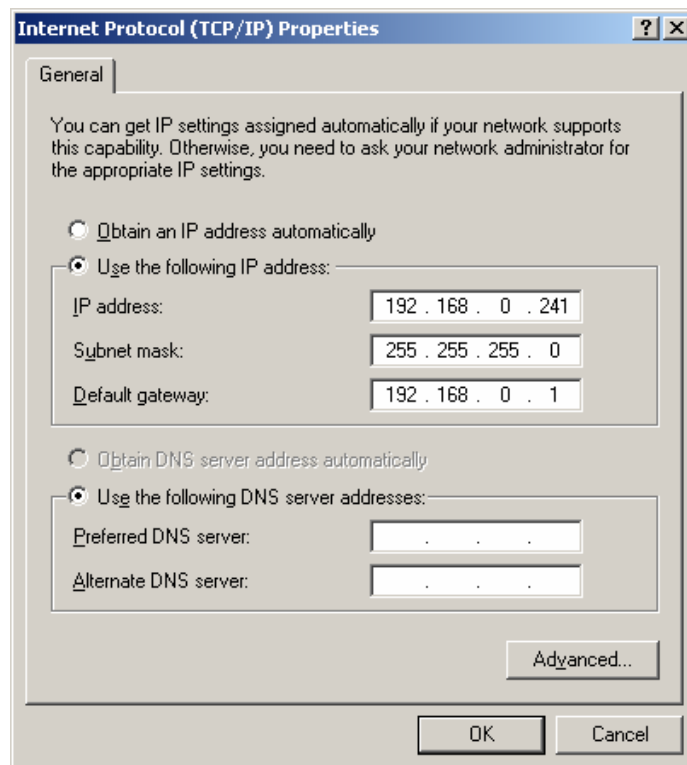 Internet Protocol (TCP/IP) Properties
General
You can get IP settings assigned automatically if your network supports
this capability. Otherwise, you need to ask your network administrator for
the appropriate IP settings.
Obtain an IP address automatically
Use the following IP address:
IP address: 192 . 168 . 0 . 241
Subnet mask: 255 . 255 . 255 . 0
Default gateway: 192 . 168 . 0 . 1
Obtain DNS server address automatically
Use the following DNS server addresses:
Preferred DNS server: . . .
Alternate DNS server: . . .
Advanced...
OK Cancel